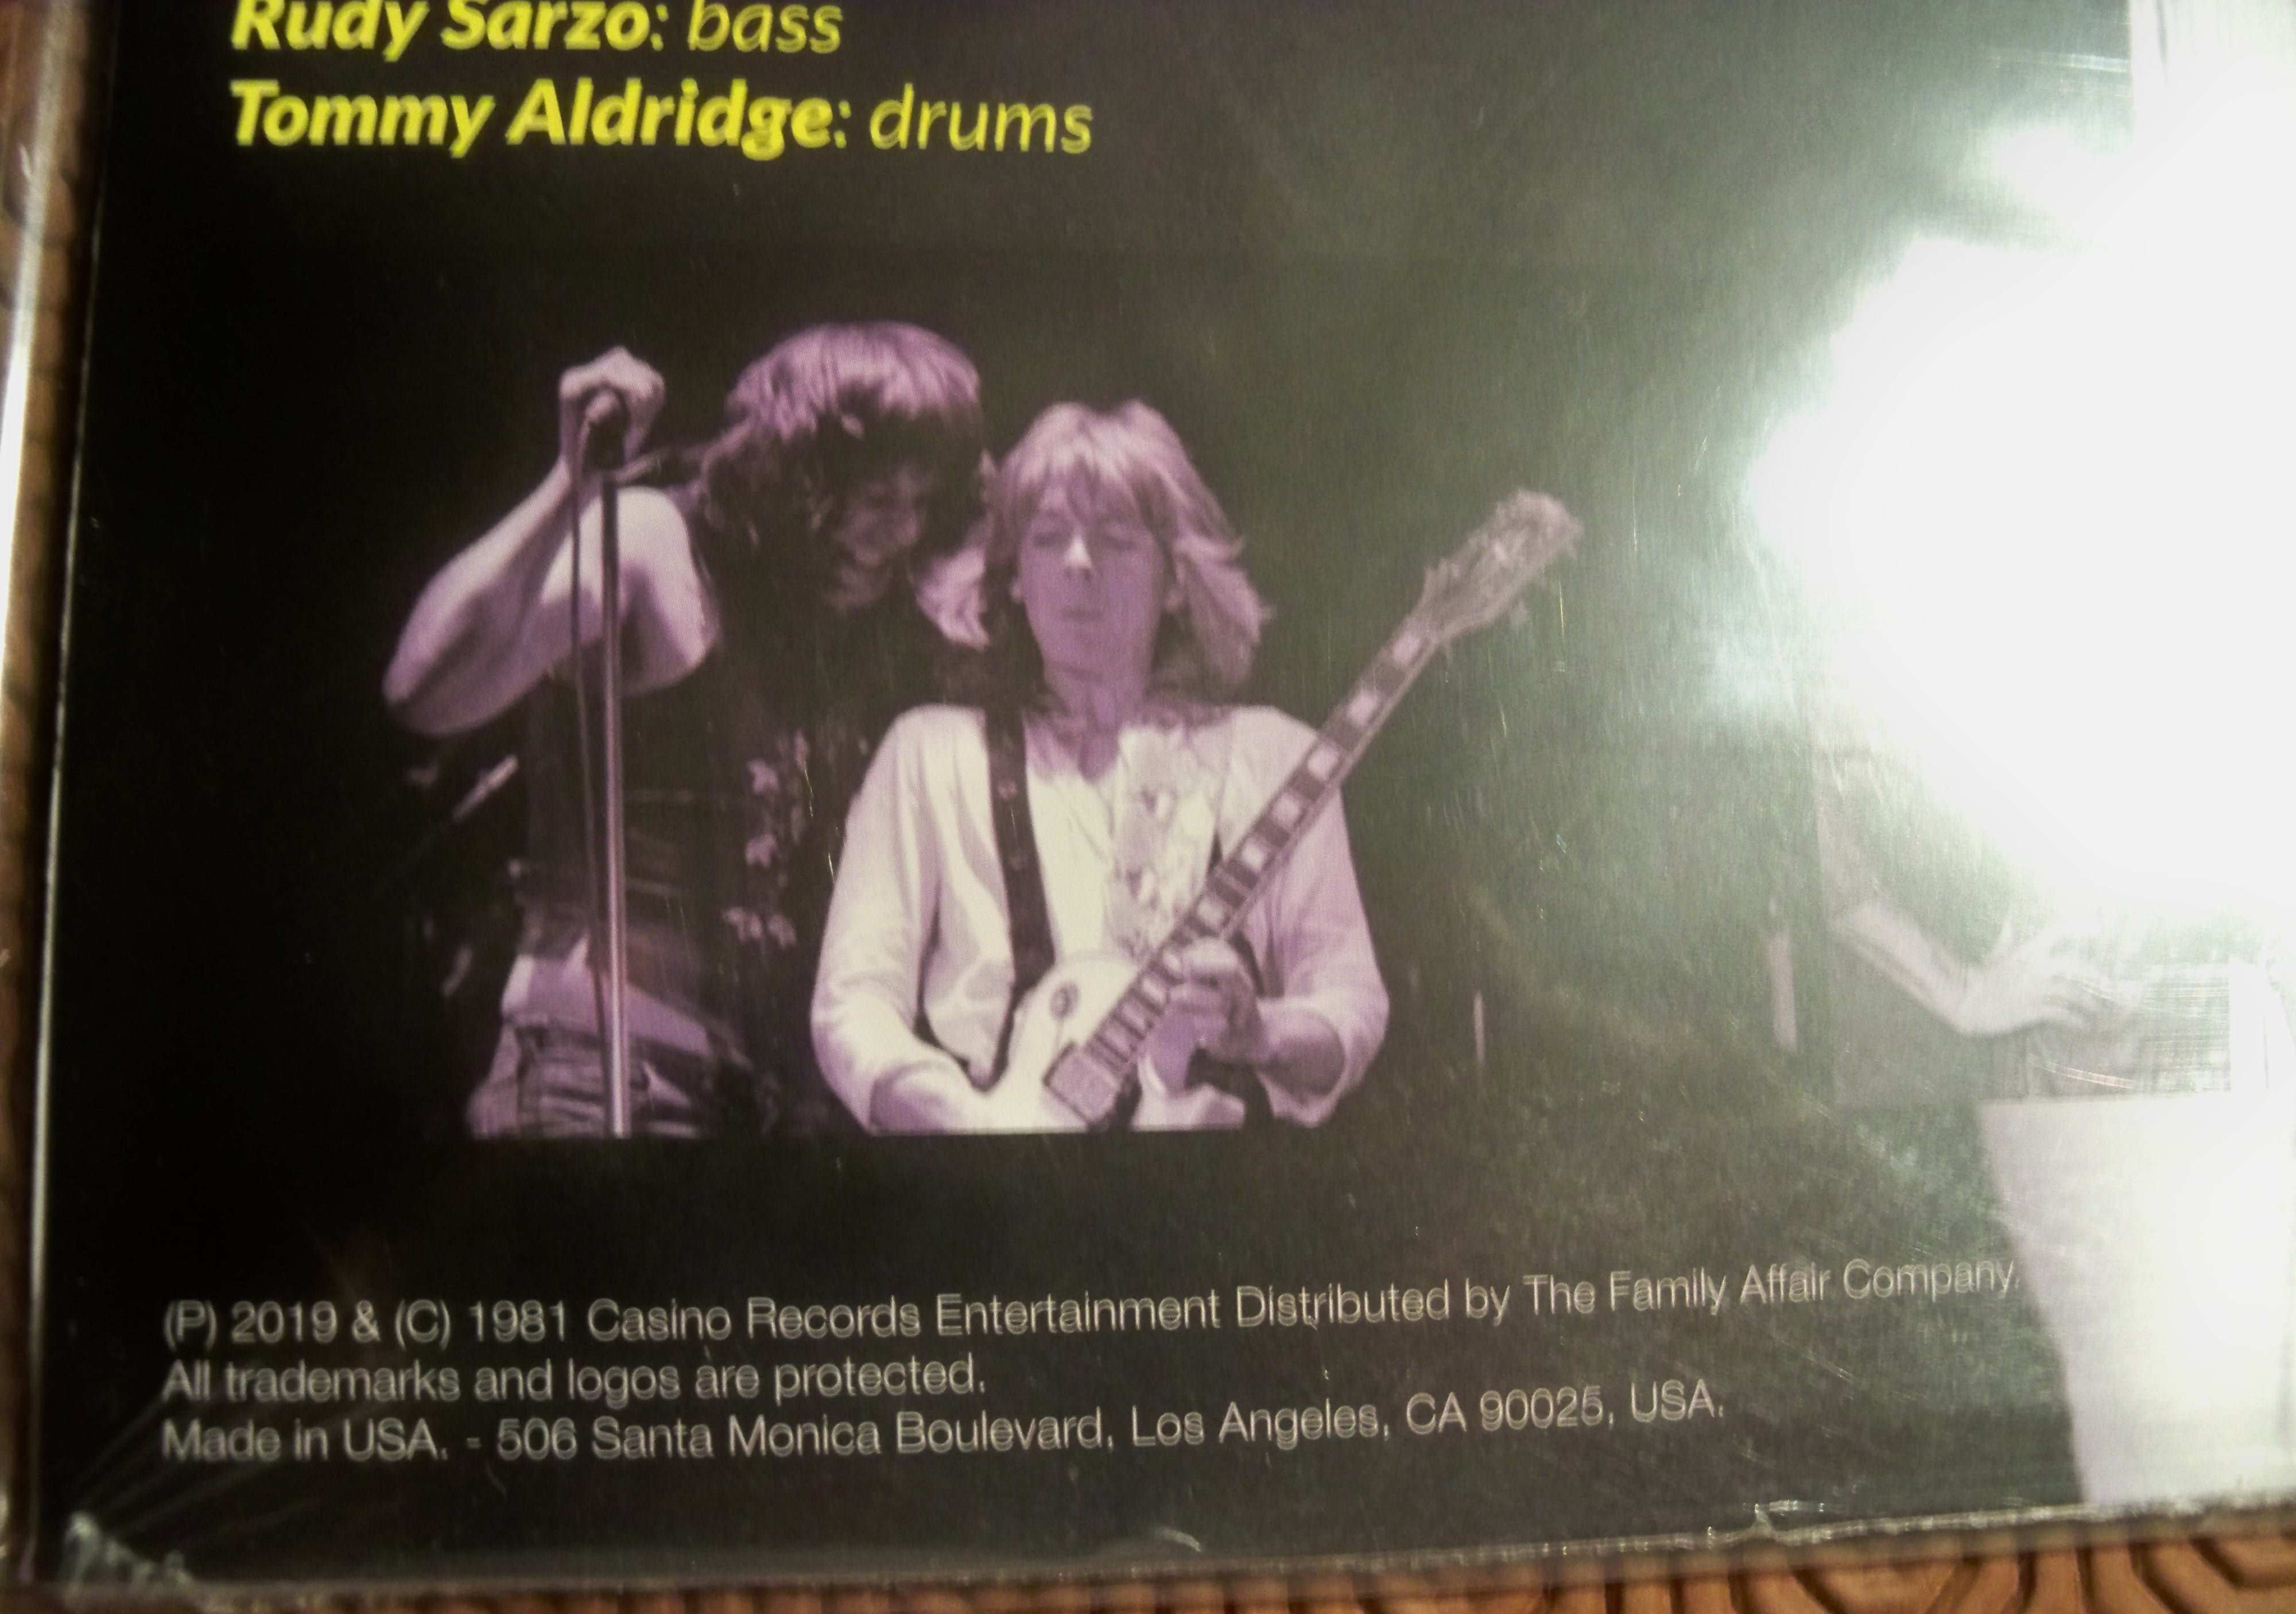 Rudy Sarzo: bass
Tommy Aldridge: drums
(P) 2019 & (C) 1981 Casino Records Entertainment Distributed by The Family Affair Company.
All trademarks and logos are protected.
Made in USA. - 506 Santa Monica Boulevard, Los Angeles, CA 90025, USA.